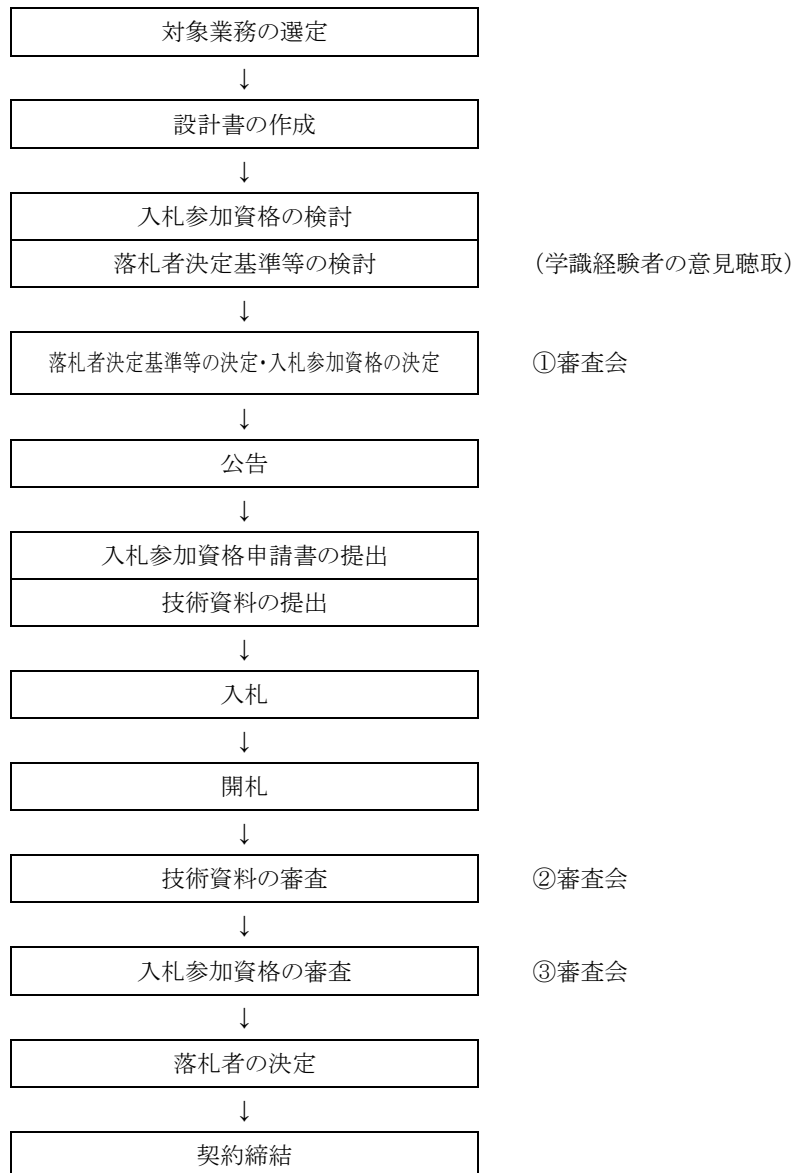 対象業務の選定
↓
設計書の作成
↓
入札参加資格の検討
落札者決定基準等の検討 （学識経験者の意見聴取）
↓
落札者決定基準等の決定・入札参加資格の決定 ①審査会
↓
公告
↓
入札参加資格申請書の提出
技術資料の提出
↓
入札
↓
開札
↓
技術資料の審査 ②審査会
↓
入札参加資格の審査 ③審査会
↓
落札者の決定
↓
契約締結